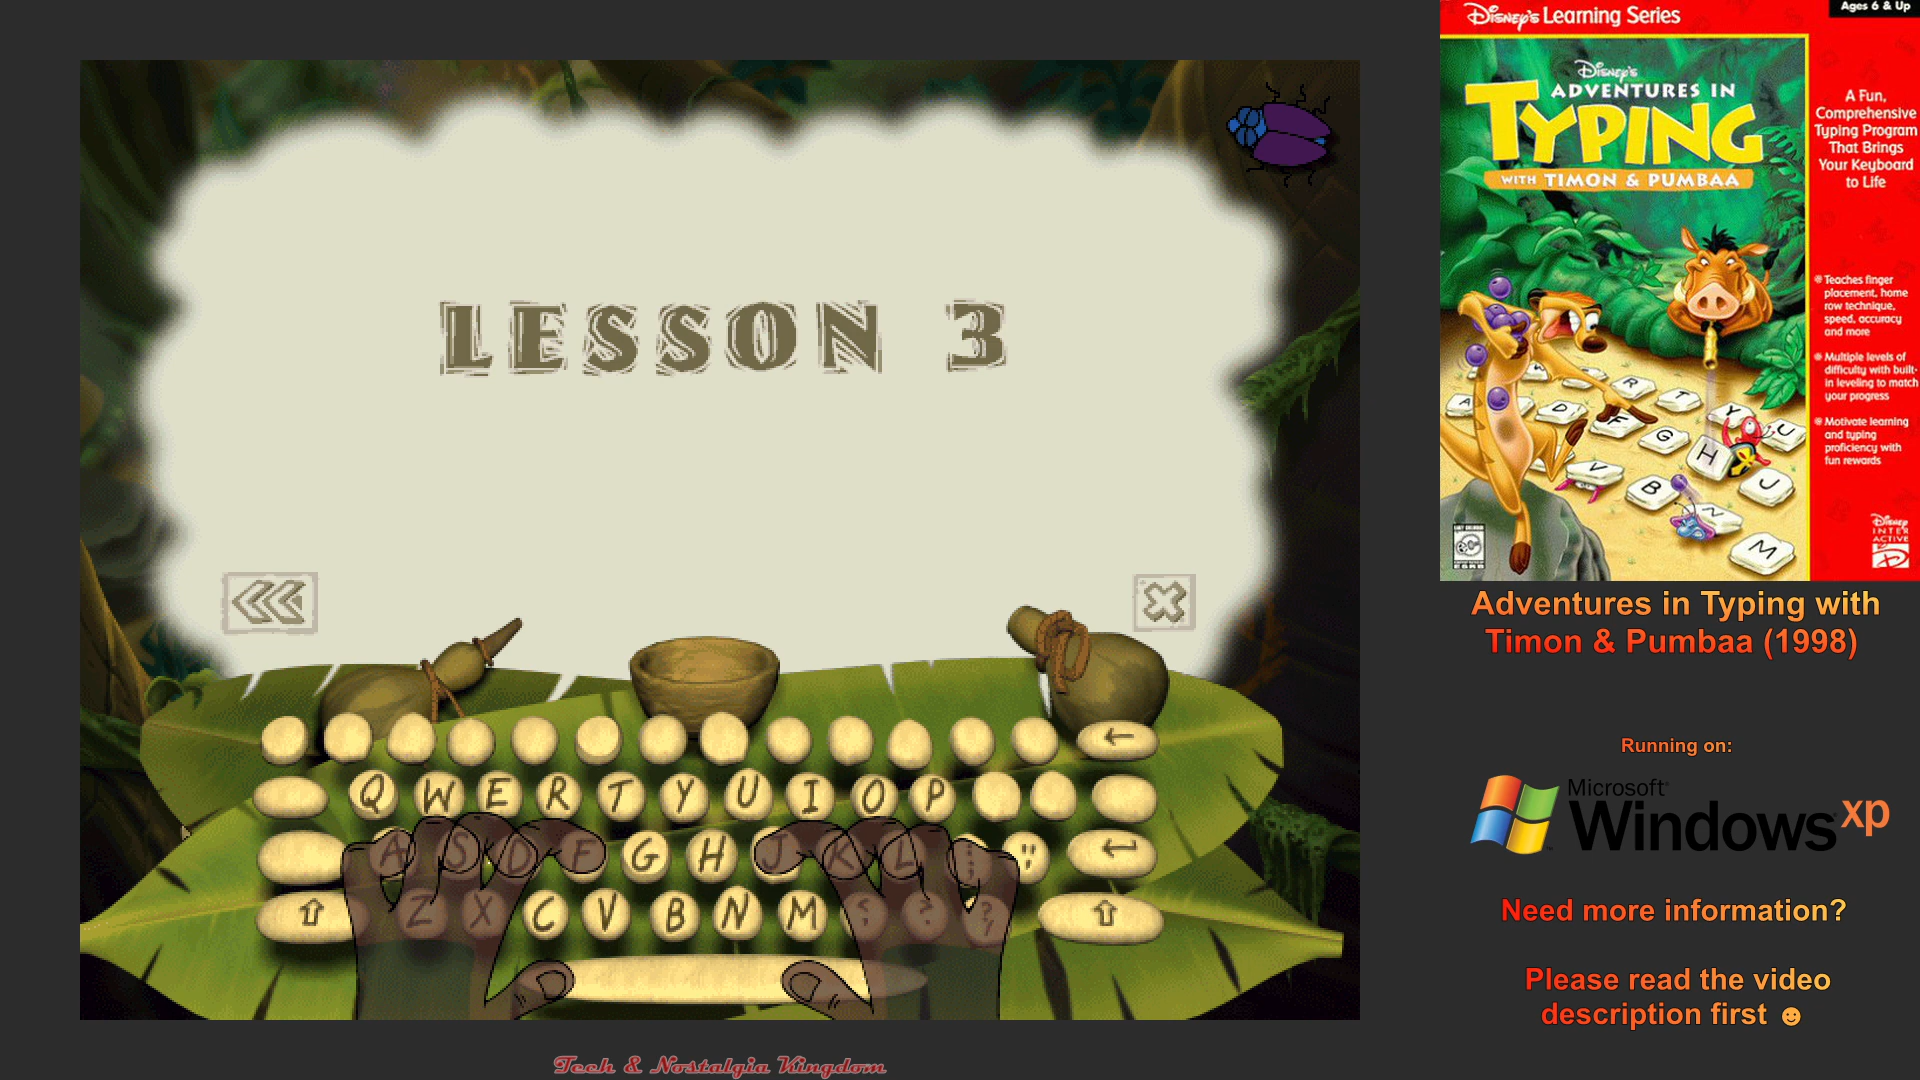 LESSON 3
Q W E R T Y U I O P
A S D F G H J K L ;
Z X C V B N M
Tech & Nostalgia Kingdom
Disney's Learning Series
Ages 6 & Up
Disney's
ADVENTURES IN
TYPING
WITH TIMON & PUMBAA
A Fun,
Comprehensive
Typing Program
That Brings
Your Keyboard
to Life
Teaches finger
placement, home
row technique,
speed, accuracy
and more
Multiple levels of
difficulty with built-
in leveling to match
your progress
Motivate learning
and typing
proficiency with
fun rewards
R T Y U
A D F G H J
V B N M
DISNEY
INTER
ACTIVE
Adventures in Typing with
Timon & Pumbaa (1998)
Running on:
Microsoft
Windows xp
Need more information?
Please read the video
description first ☻